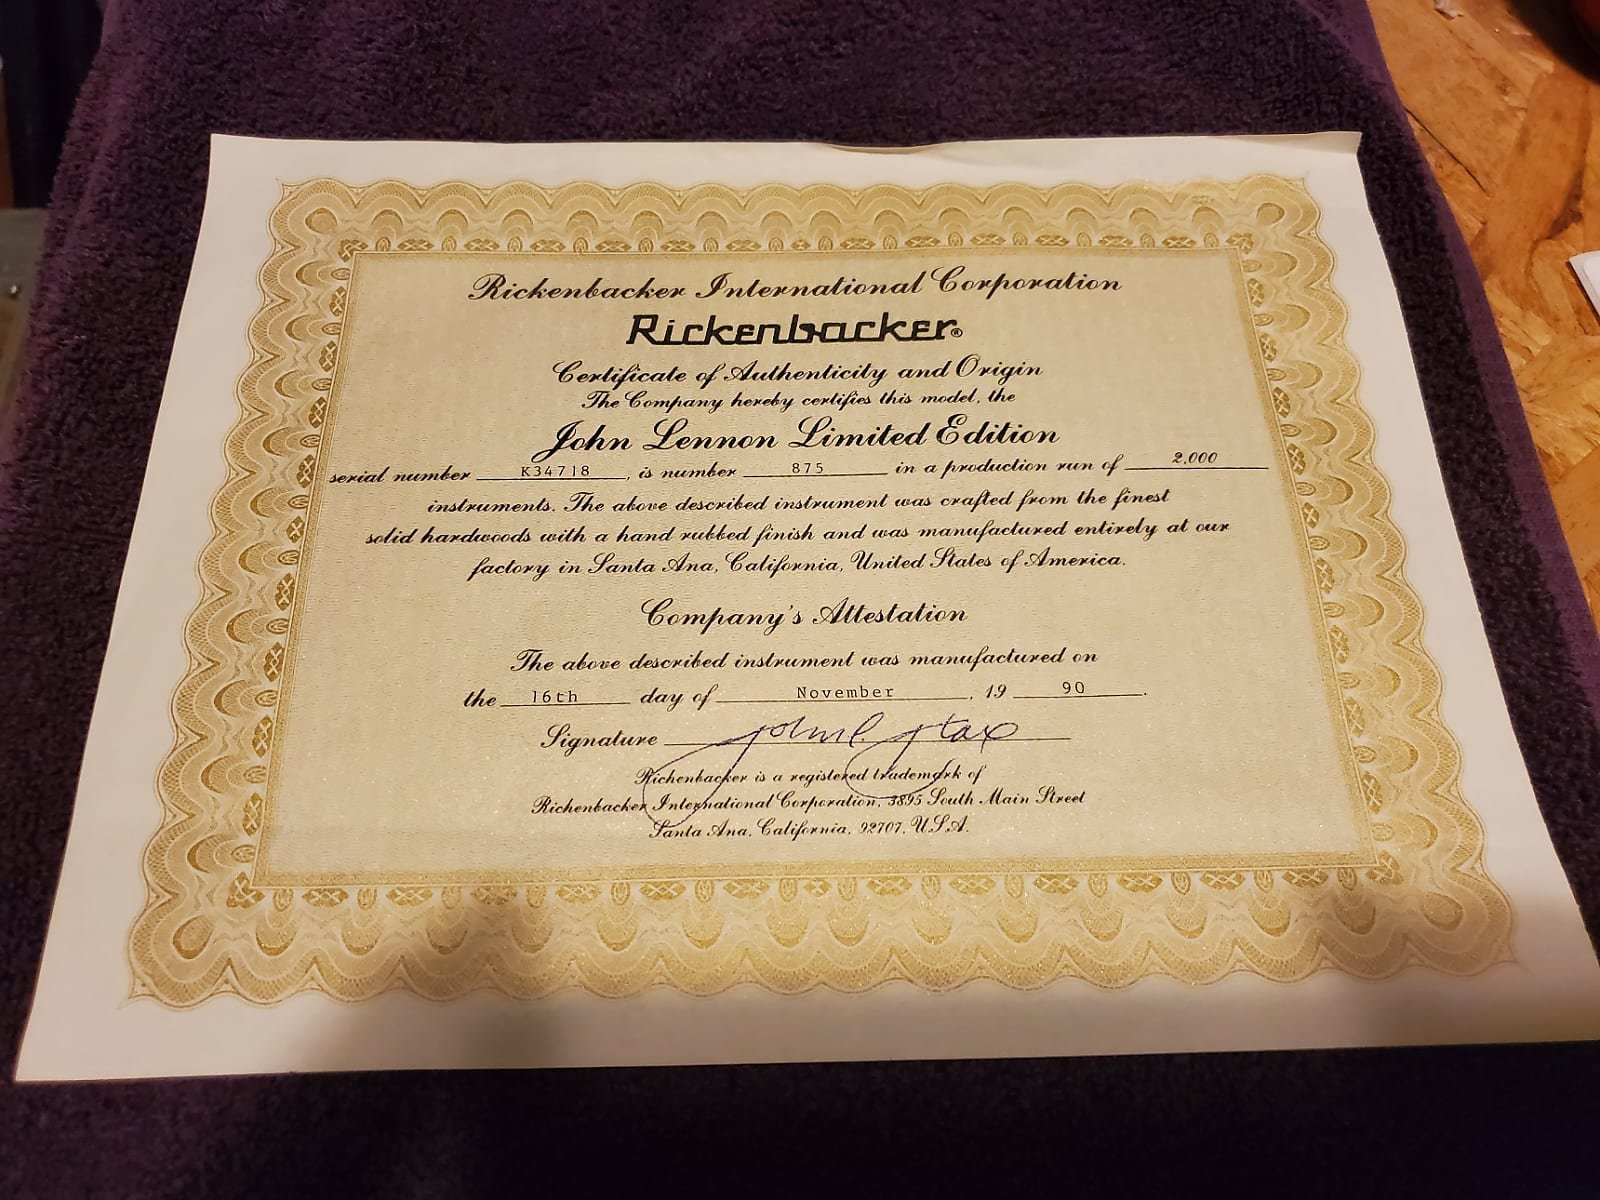 Rickenbacker International Corporation
Rickenbacker®
Certificate of Authenticity and Origin
The Company hereby certifies this model, the
John Lennon Limited Edition
serial number K34718, is number 875 in a production run of 2,000
instruments. The above described instrument was crafted from the finest
solid hardwoods with a hand rubbed finish and was manufactured entirely at our
factory in Santa Ana, California, United States of America.
Company's Attestation
The above described instrument was manufactured on
the 16th day of November, 19 90.
Signature
Rickenbacker is a registered trademark of
Rickenbacker International Corporation, 3895 South Main Street
Santa Ana, California, 92707, U.S.A.